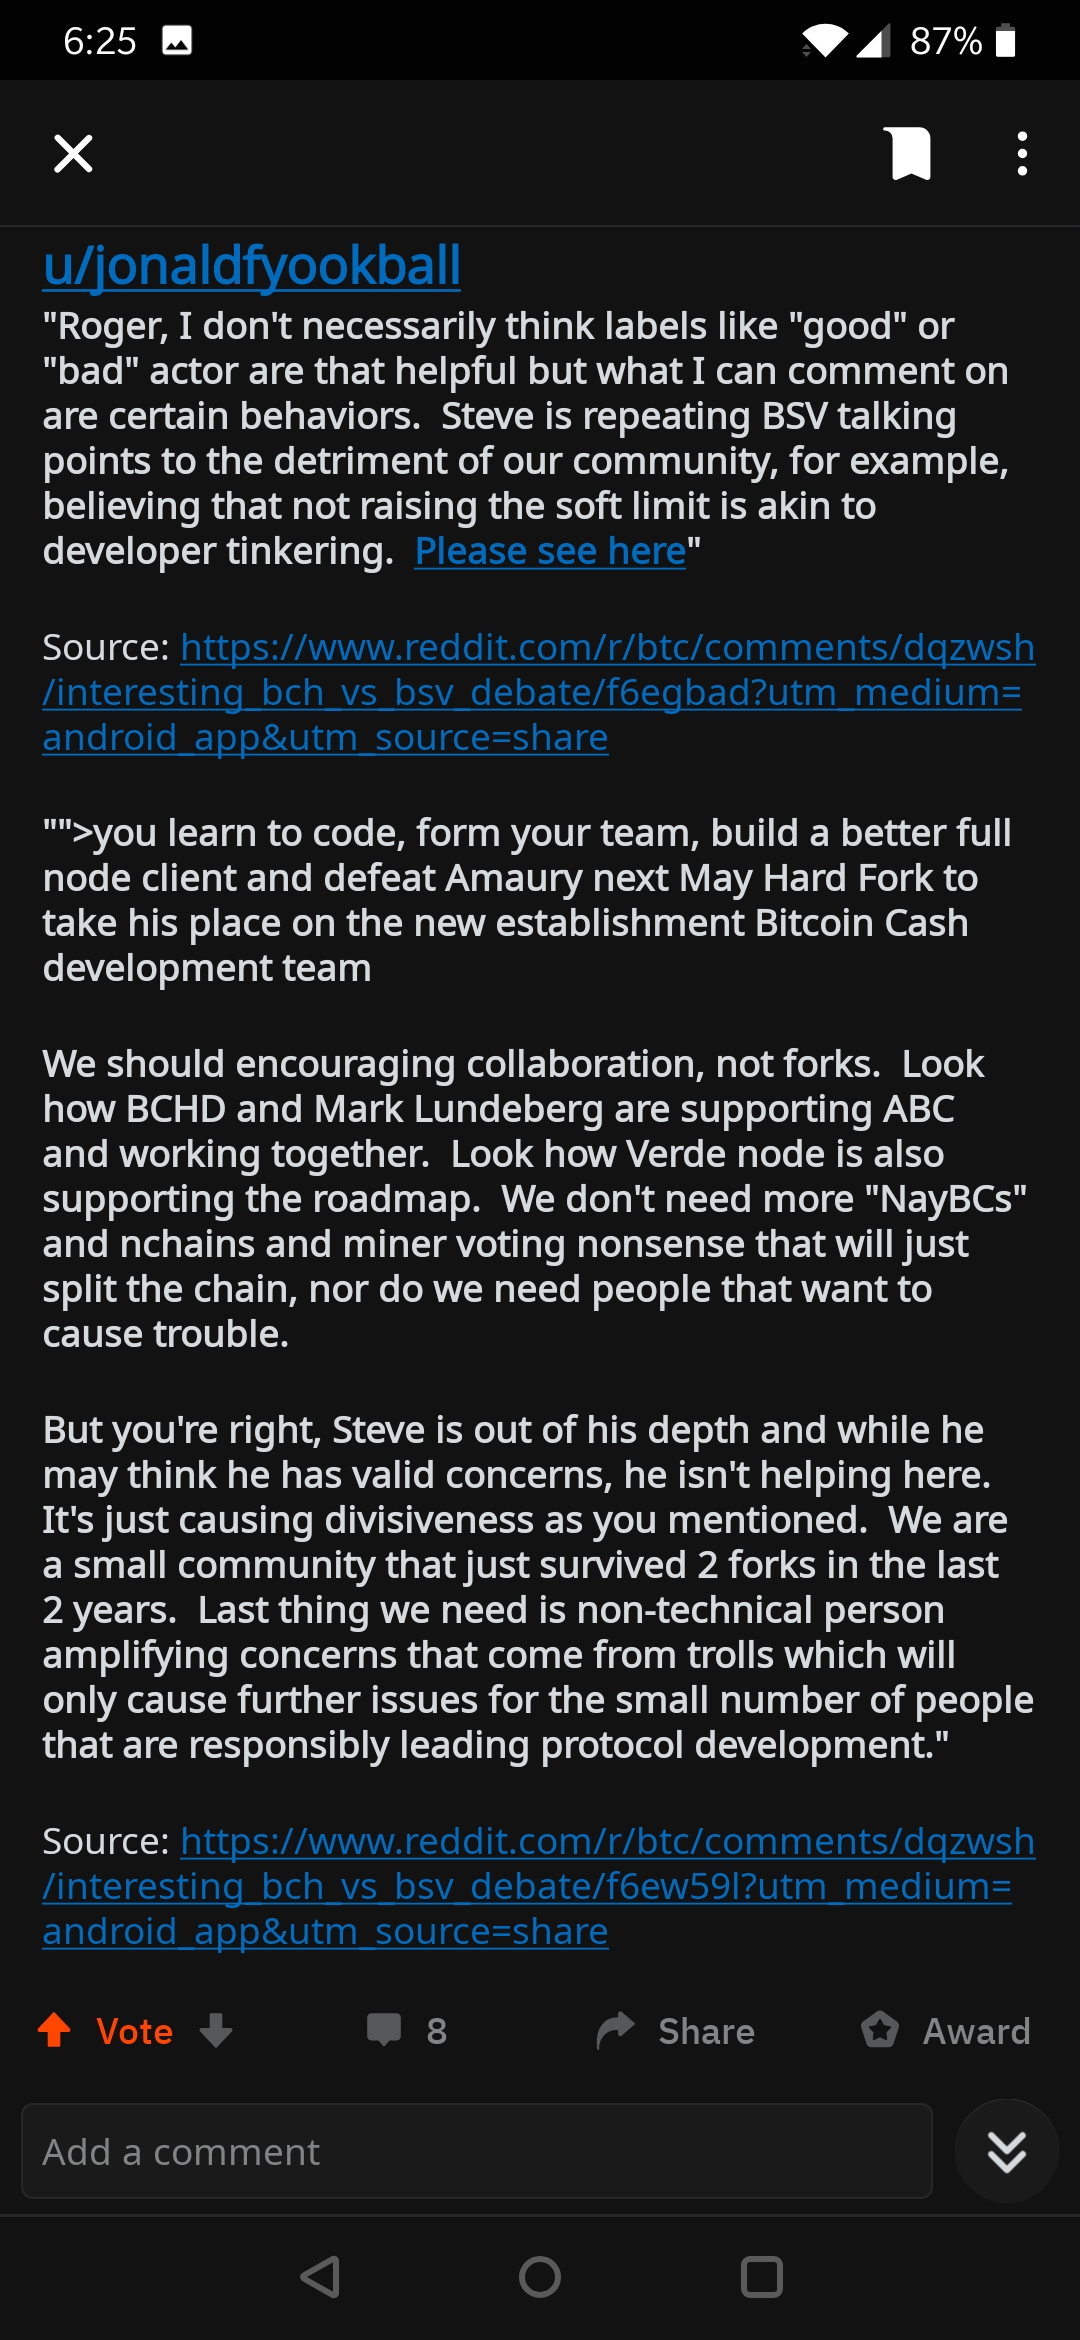 6:25
87%
u/jonaldfyookball
"Roger, I don't necessarily think labels like "good" or
"bad" actor are that helpful but what I can comment on
are certain behaviors.  Steve is repeating BSV talking
points to the detriment of our community, for example,
believing that not raising the soft limit is akin to
developer tinkering.  Please see here"
Source: https://www.reddit.com/r/btc/comments/dqzwsh
/interesting_bch_vs_bsv_debate/f6egbad?utm_medium=
android_app&utm_source=share
"">you learn to code, form your team, build a better full
node client and defeat Amaury next May Hard Fork to
take his place on the new establishment Bitcoin Cash
development team
We should encouraging collaboration, not forks.  Look
how BCHD and Mark Lundeberg are supporting ABC
and working together.  Look how Verde node is also
supporting the roadmap.  We don't need more "NayBCs"
and nchains and miner voting nonsense that will just
split the chain, nor do we need people that want to
cause trouble.
But you're right, Steve is out of his depth and while he
may think he has valid concerns, he isn't helping here.
It's just causing divisiveness as you mentioned.  We are
a small community that just survived 2 forks in the last
2 years.  Last thing we need is non-technical person
amplifying concerns that come from trolls which will
only cause further issues for the small number of people
that are responsibly leading protocol development."
Source: https://www.reddit.com/r/btc/comments/dqzwsh
/interesting_bch_vs_bsv_debate/f6ew59l?utm_medium=
android_app&utm_source=share
Vote 8 Share Award
Add a comment